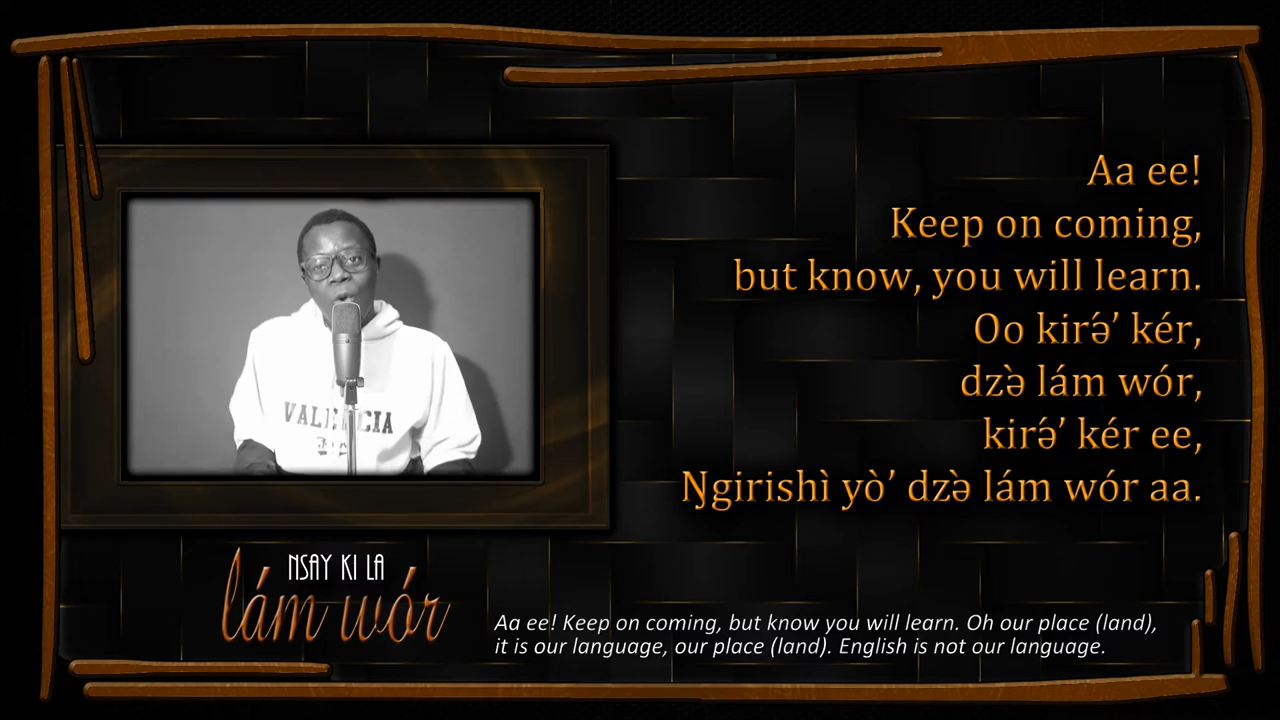 Aa ee!
Keep on coming,
but know, you will learn.
Oo kirə́’ kér,
dzə̀ lám wór,
kirə́’ kér ee,
Ŋgirishì yò’ dzə̀ lám wór aa.
VALENCIA
NSAY KI LA
lám wór
Aa ee! Keep on coming, but know you will learn. Oh our place (land),
it is our language, our place (land). English is not our language.